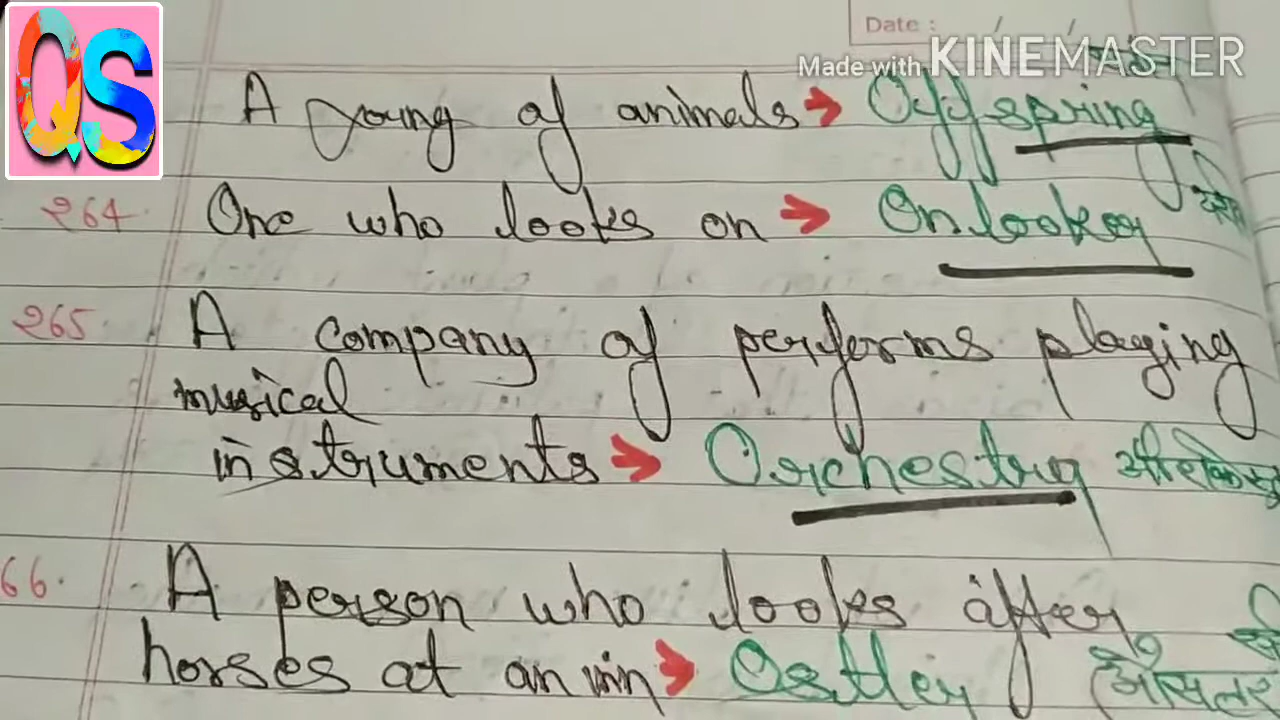 QS
Date : / /
Made with KINEMASTER
A young of animals → Offspring
264 One who looks on → Onlooker
265 A company of performs playing
musical
instruments → Orchestra
66. A person who looks after
horses at an inn → Ostler औसलर